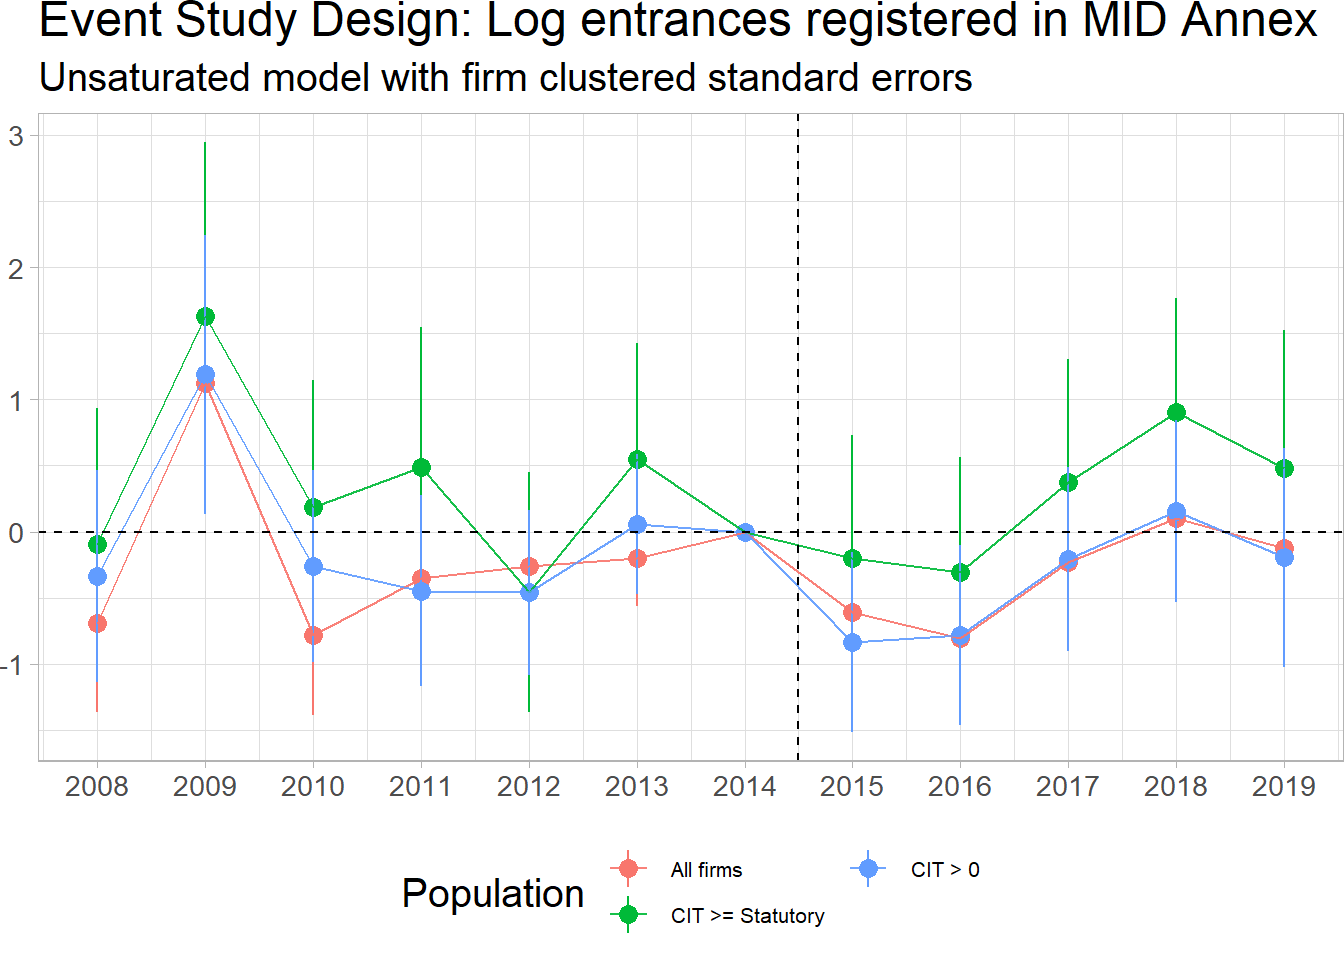 Event Study Design: Log entrances registered in MID Annex
Unsaturated model with firm clustered standard errors
3
2
1
0
-1
2008 2009 2010 2011 2012 2013 2014 2015 2016 2017 2018 2019
Population
All firms
CIT >= Statutory
CIT > 0